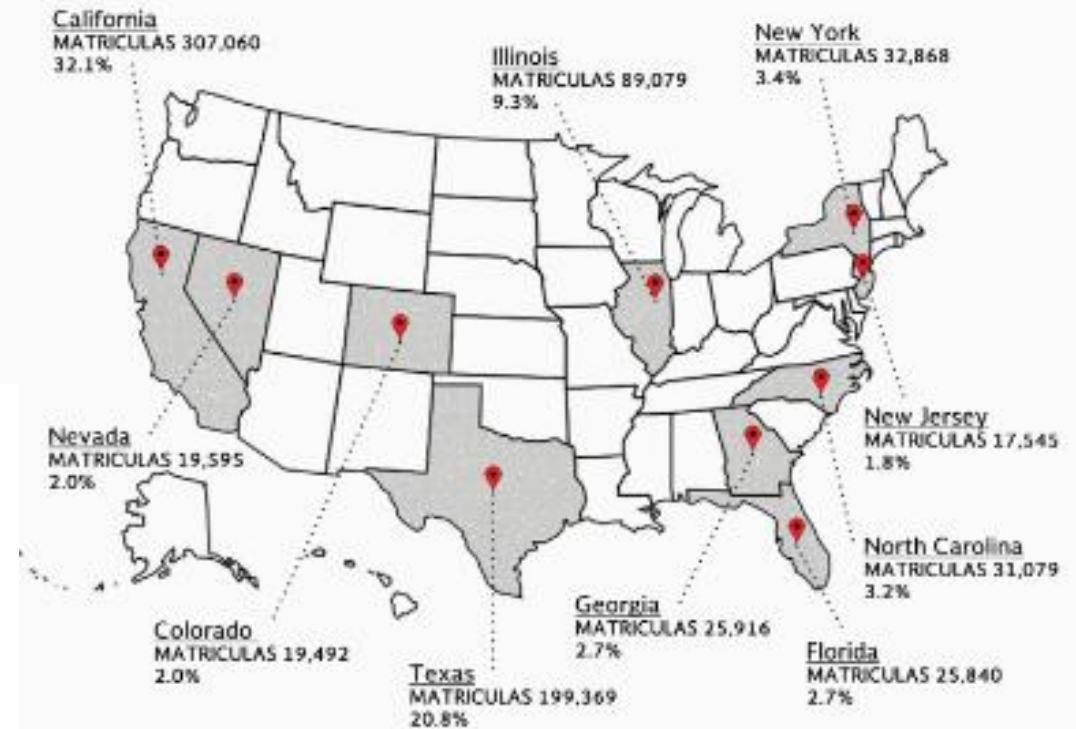 California
MATRICULAS 307,060
32.1%
Illinois
MATRICULAS 89,079
9.3%
New York
MATRICULAS 32,868
3.4%
Nevada
MATRICULAS 19,595
2.0%
New Jersey
MATRICULAS 17,545
1.8%
North Carolina
MATRICULAS 31,079
3.2%
Colorado
MATRICULAS 19,492
2.0%
Texas
MATRICULAS 199,369
20.8%
Georgia
MATRICULAS 25,916
2.7%
Florida
MATRICULAS 25,840
2.7%